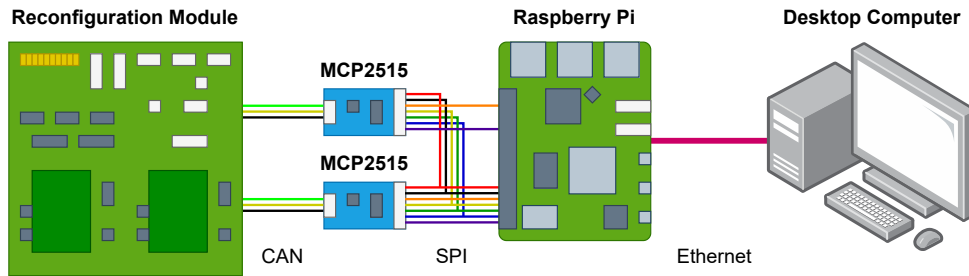 Reconfiguration Module
Raspberry Pi
Desktop Computer
MCP2515
MCP2515
CAN
SPI
Ethernet